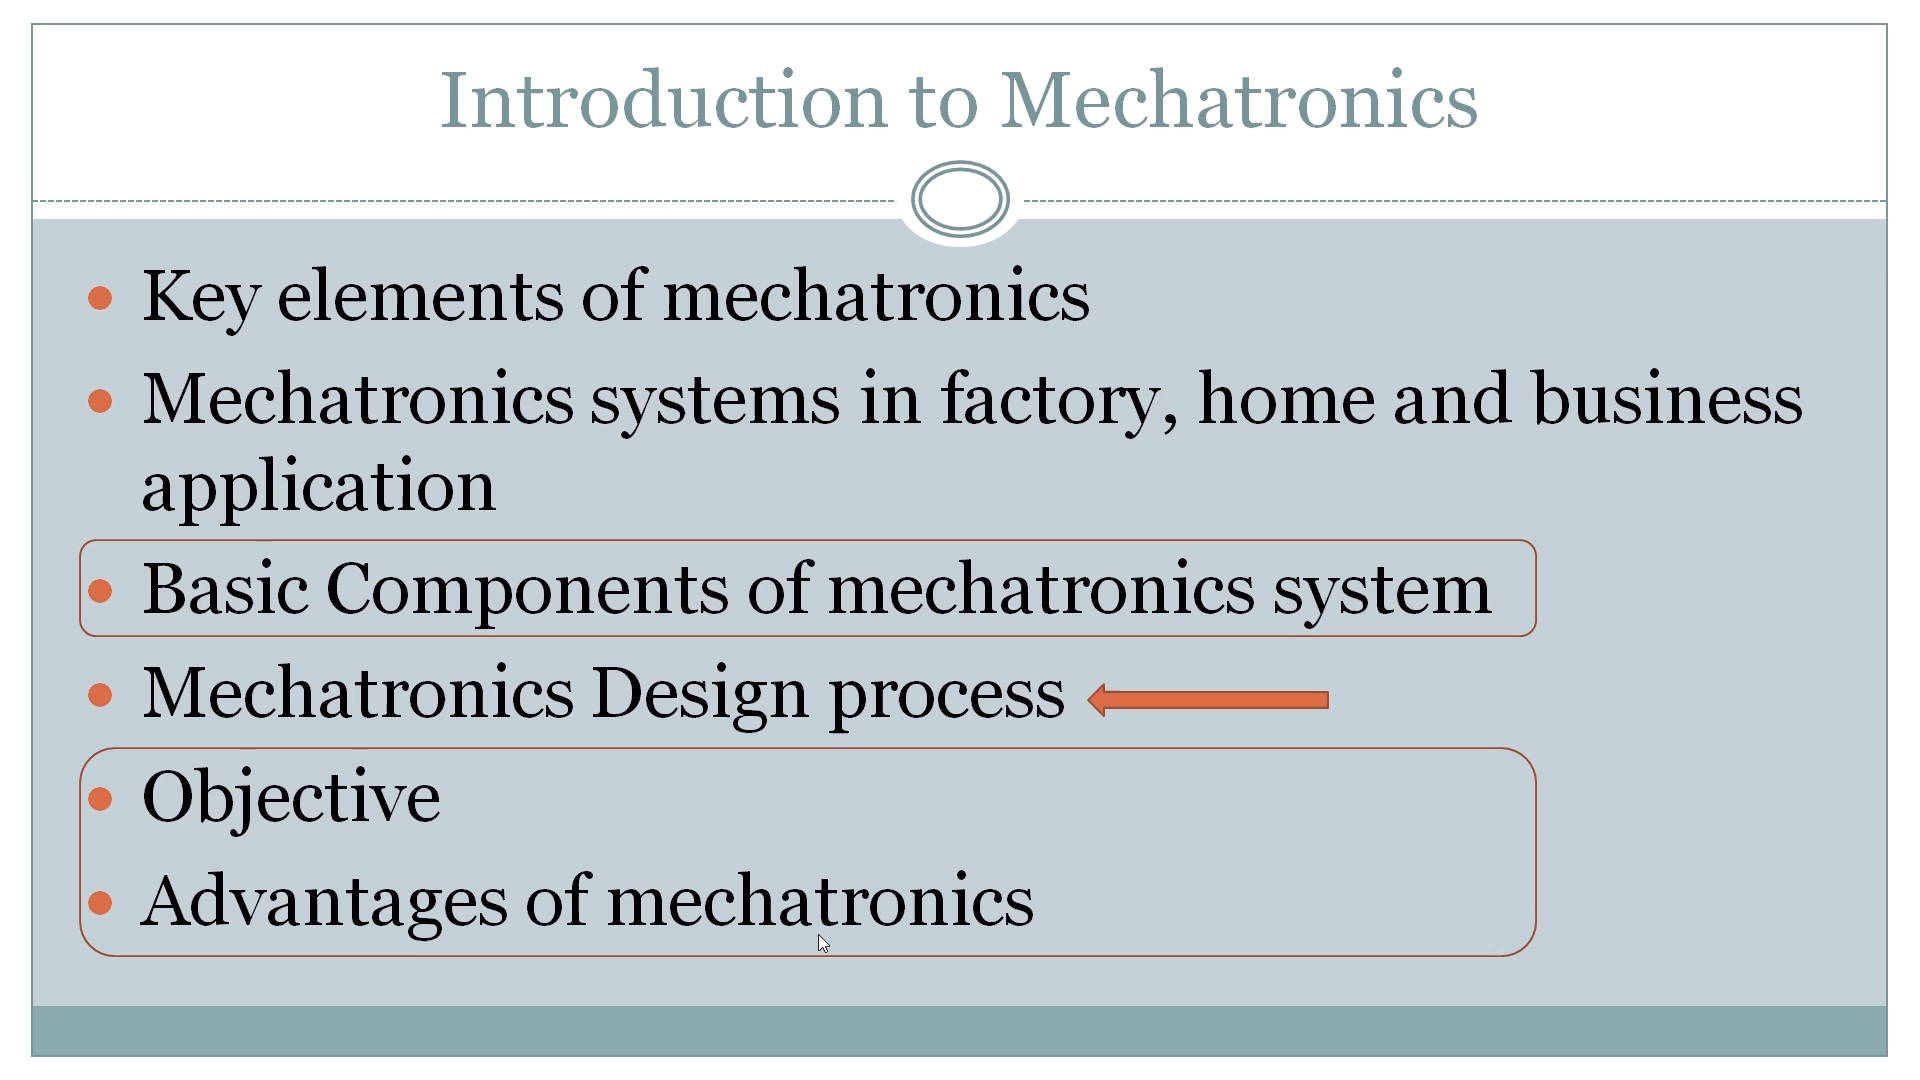 Introduction to Mechatronics
Key elements of mechatronics
Mechatronics systems in factory, home and business
application
Basic Components of mechatronics system
Mechatronics Design process
Objective
Advantages of mechatronics